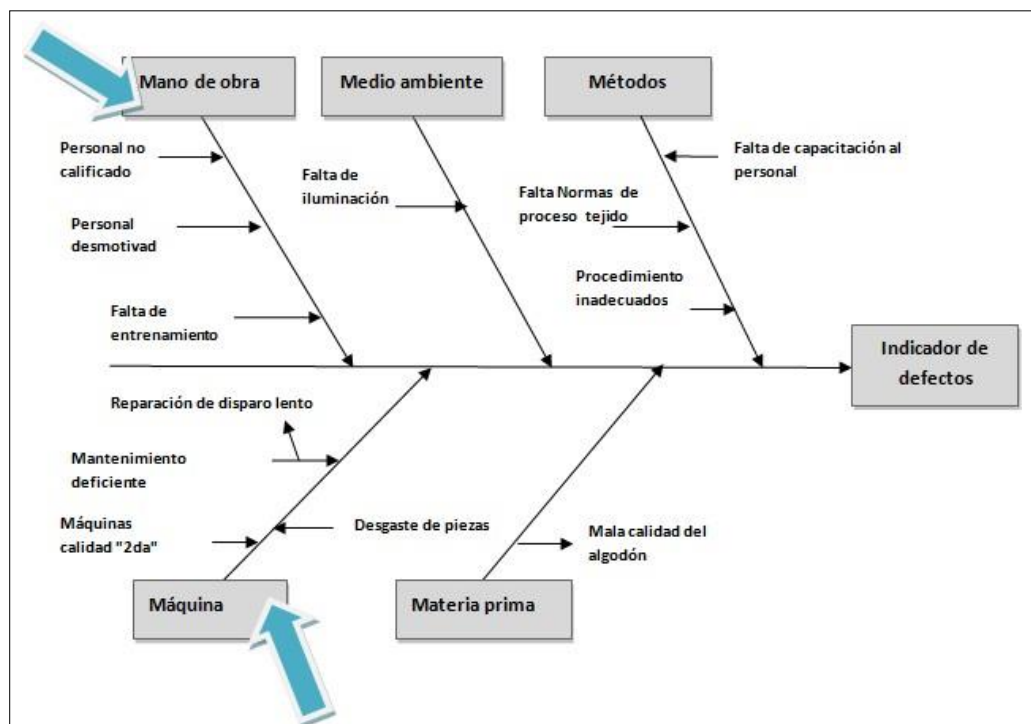 Mano de obra
Medio ambiente
Métodos
Personal no
calificado
Personal
desmotivad
Falta de
entrenamiento
Falta de
iluminación
Falta de capacitación al
personal
Falta Normas de
proceso tejido
Procedimiento
inadecuados
Indicador de
defectos
Reparación de disparo lento
Mantenimiento
deficiente
Máquinas
calidad "2da"
Desgaste de piezas
Mala calidad del
algodón
Máquina
Materia prima